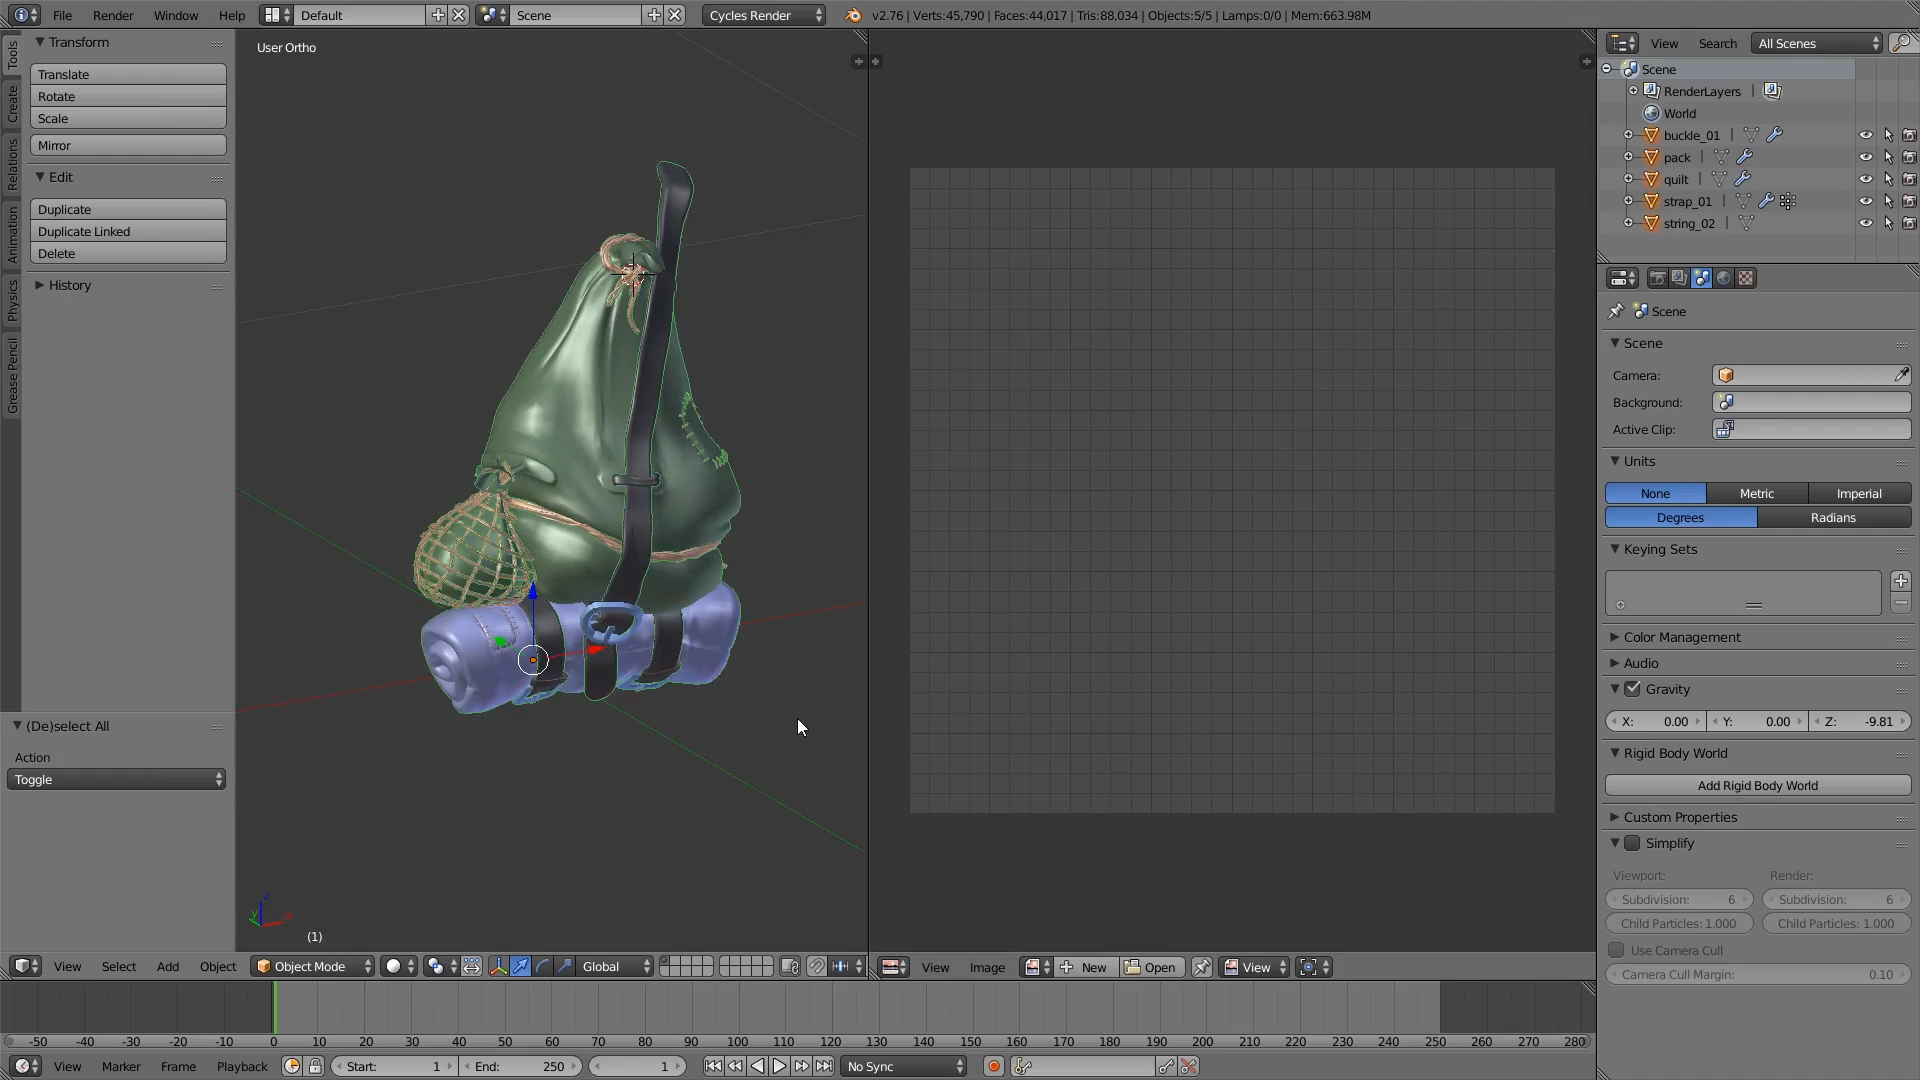 File Render Window Help Default Scene Cycles Render v2.76 | Verts:45,790 | Faces:44,017 | Tris:88,034 | Objects:5/5 | Lamps:0/0 | Mem:663.98M
Tools
Create
Relations
Animation
Physics
Grease Pencil
Transform
Translate
Rotate
Scale
Mirror
Edit
Duplicate
Duplicate Linked
Delete
History
(De)select All
Action
Toggle
User Ortho
z
y
x
(1)
View Select Add Object Object Mode Global
View Image New Open View
View Search All Scenes
Scene
RenderLayers |
World
buckle_01 |
pack |
quilt |
strap_01 |
string_02 |
Scene
Scene
Camera:
Background:
Active Clip:
Units
None Metric Imperial
Degrees Radians
Keying Sets
Color Management
Audio
Gravity
X: 0.00 Y: 0.00 Z: -9.81
Rigid Body World
Add Rigid Body World
Custom Properties
Simplify
Viewport: Render:
Subdivision: 6 Subdivision: 6
Child Particles: 1.000 Child Particles: 1.000
Use Camera Cull
Camera Cull Margin: 0.10
-50 -40 -30 -20 -10 0 10 20 30 40 50 60 70 80 90 100 110 120 130 140 150 160 170 180 190 200 210 220 230 240 250 260 270 280
View Marker Frame Playback Start: 1 End: 250 1 No Sync